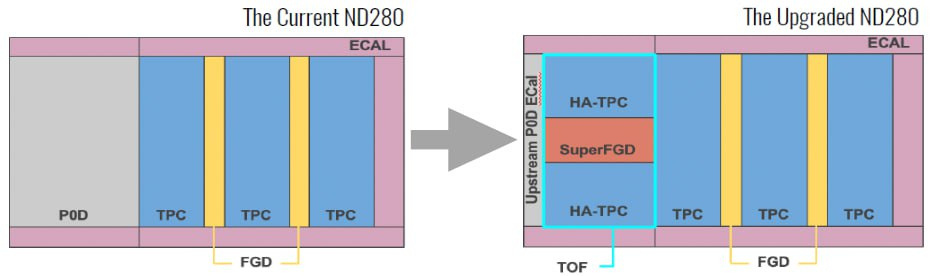 The Current ND280
ECAL
P0D
TPC
TPC
TPC
FGD
The Upgraded ND280
ECAL
Upstream P0D ECal
HA-TPC
SuperFGD
HA-TPC
TPC
TPC
TPC
TOF
FGD